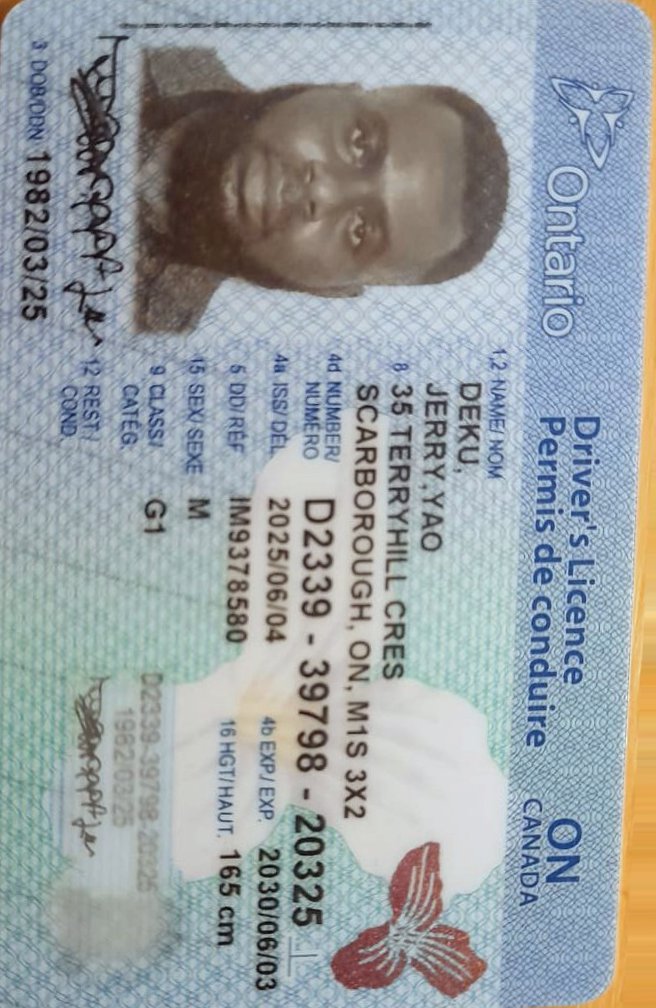 Ontario
Driver's Licence
Permis de conduire
ON
CANADA
1,2 NAME/NOM
DEKU,
JERRY,YAO
8 35 TERRYHILL CRES
SCARBOROUGH, ON, M1S 3X2
4d NUMBER/
NUMÉRO
D2339 - 39798 - 20325
4a ISS/DÉL. 2025/06/04
4b EXP./EXP. 2030/06/03
5 DD/RÉF IM9378580
16 HGT/HAUT. 165 cm
15 SEX/SEXE M
9 CLASS/
CATÉG. G1
12 REST./
COND.
3 DOB/DDN 1982/03/25
D2339-39798-20325
1982/03/25